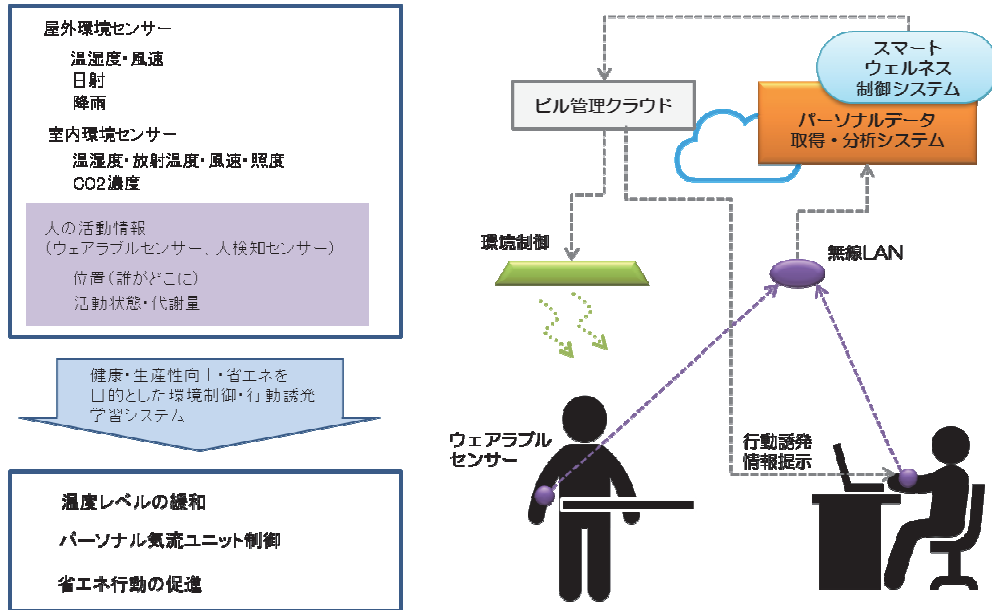 屋外環境センサー
温湿度・風速
日射
降雨
室内環境センサー
温湿度・放射温度・風速・照度
CO2濃度
人の活動情報
（ウェアラブルセンサー、人検知センサー）
位置（誰がどこに）
活動状態・代謝量
健康・生産性向上・省エネを
目的とした環境制御・行動誘発
学習システム
温度レベルの緩和
パーソナル気流ユニット制御
省エネ行動の促進
スマート
ウェルネス
制御システム
ビル管理クラウド
パーソナルデータ
取得・分析システム
環境制御
無線LAN
ウェアラブル
センサー
行動誘発
情報提示